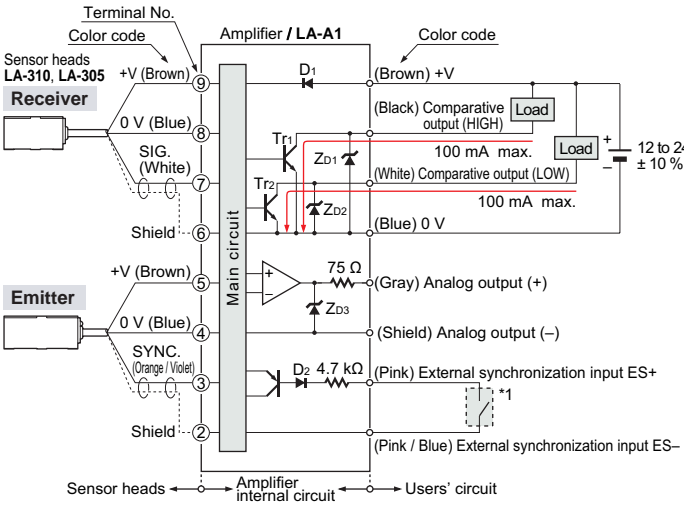 Terminal No.
Color code
Amplifier / LA-A1
Color code
Sensor heads
LA-310, LA-305
Receiver
+V (Brown)
9
D1
(Brown) +V
(Black) Comparative
output (HIGH)
Load
0 V (Blue)
8
Tr1
ZD1
100 mA max.
Load
+
–
12 to 24
± 10 %
SIG.
(White)
7
Tr2
ZD2
(White) Comparative output (LOW)
100 mA max.
Shield
6
(Blue) 0 V
Main circuit
+V (Brown)
5
+
–
75 Ω
(Gray) Analog output (+)
Emitter
ZD3
0 V (Blue)
4
(Shield) Analog output (–)
SYNC.
(Orange / Violet)
3
D2
4.7 kΩ
(Pink) External synchronization input ES+
*1
Shield
2
(Pink / Blue) External synchronization input ES–
Sensor heads
Amplifier
internal circuit
Users' circuit